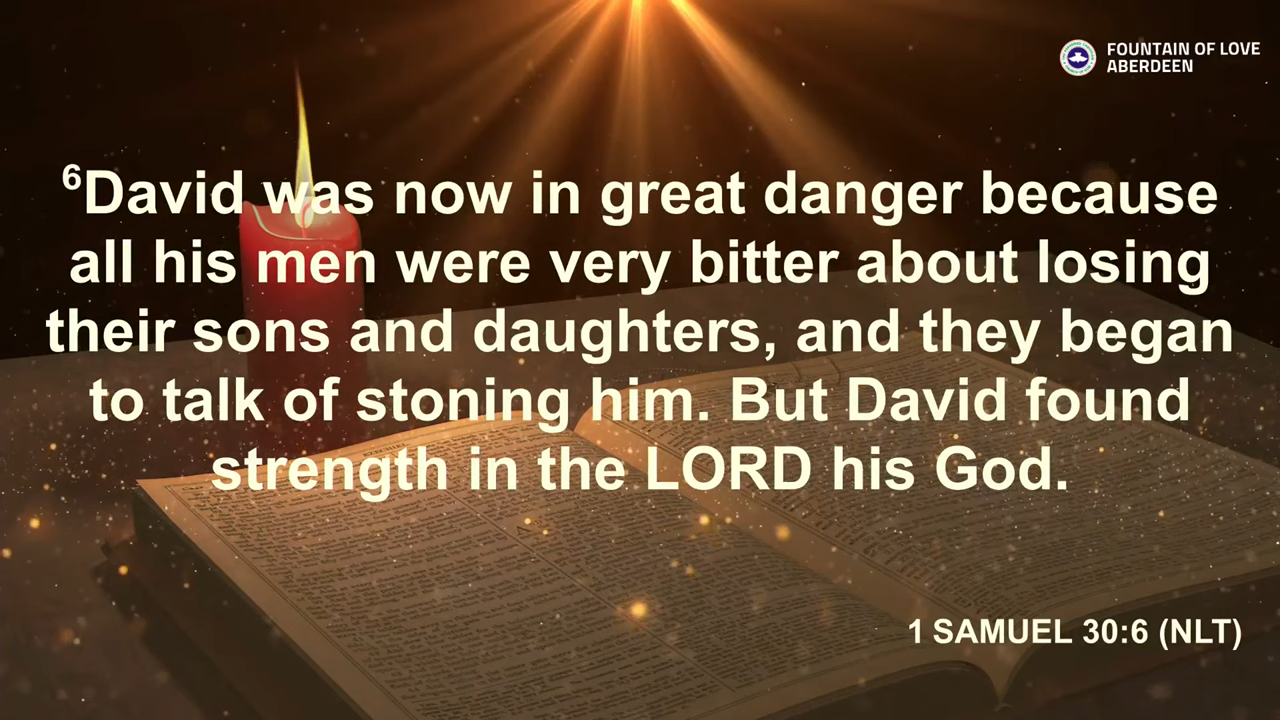 FOUNTAIN OF LOVE
ABERDEEN
⁶David was now in great danger because
all his men were very bitter about losing
their sons and daughters, and they began
to talk of stoning him. But David found
strength in the LORD his God.
1 SAMUEL 30:6 (NLT)